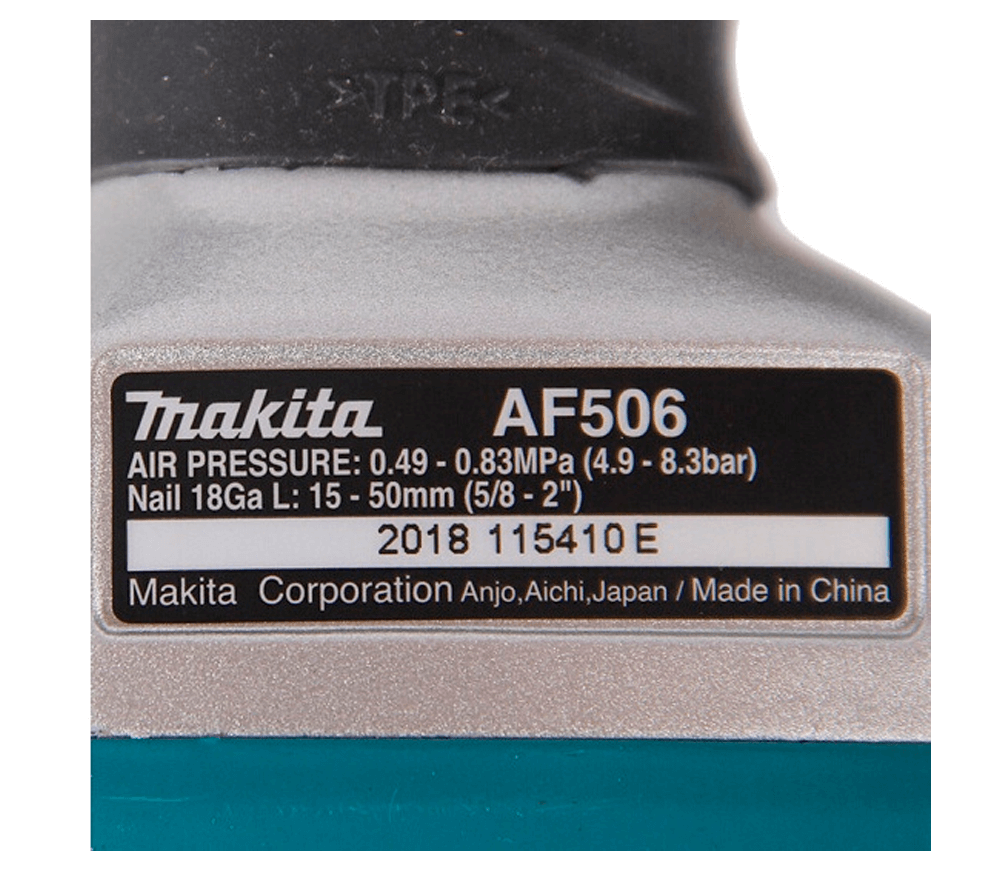 >TPE<
makita AF506
AIR PRESSURE: 0.49 - 0.83MPa (4.9 - 8.3bar)
Nail 18Ga L: 15 - 50mm (5/8 - 2")
2018 115410 E
Makita Corporation Anjo,Aichi,Japan / Made in China